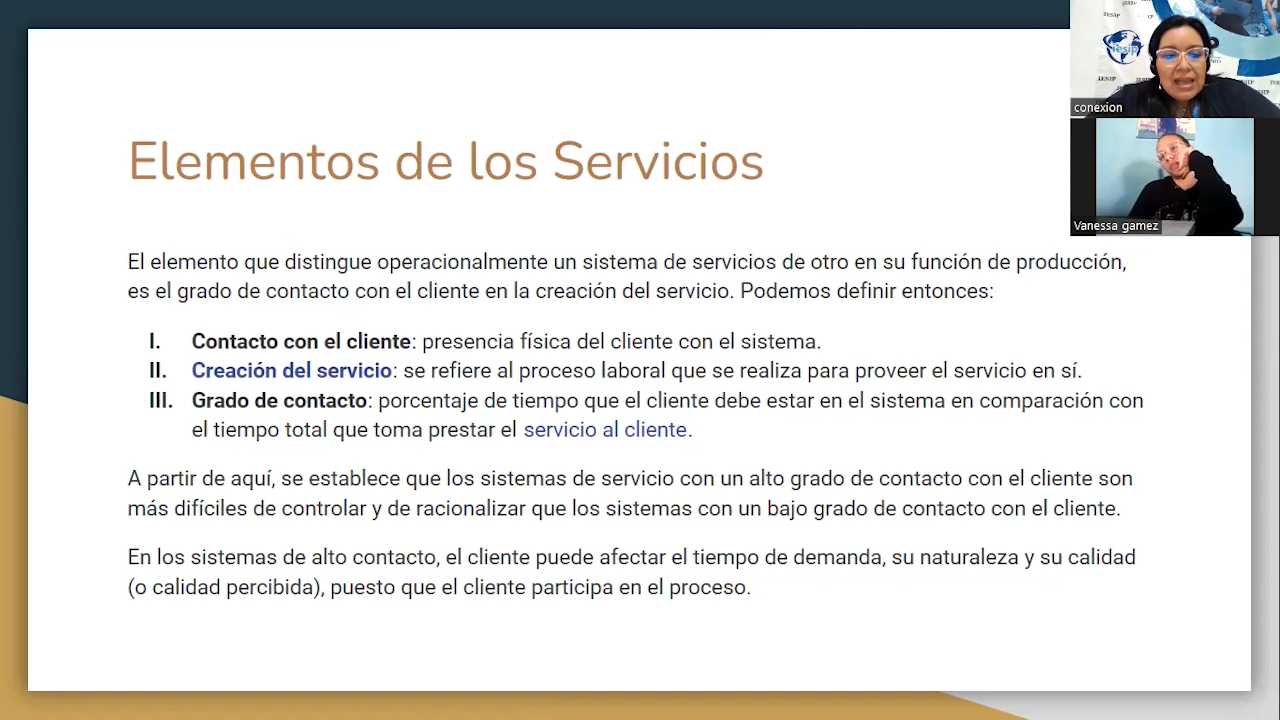 Elementos de los Servicios
El elemento que distingue operacionalmente un sistema de servicios de otro en su función de producción,
es el grado de contacto con el cliente en la creación del servicio. Podemos definir entonces:
I. Contacto con el cliente: presencia física del cliente con el sistema.
II. Creación del servicio: se refiere al proceso laboral que se realiza para proveer el servicio en sí.
III. Grado de contacto: porcentaje de tiempo que el cliente debe estar en el sistema en comparación con
el tiempo total que toma prestar el servicio al cliente.
A partir de aquí, se establece que los sistemas de servicio con un alto grado de contacto con el cliente son
más difíciles de controlar y de racionalizar que los sistemas con un bajo grado de contacto con el cliente.
En los sistemas de alto contacto, el cliente puede afectar el tiempo de demanda, su naturaleza y su calidad
(o calidad percibida), puesto que el cliente participa en el proceso.
iesip
conexion
Vanessa gamez